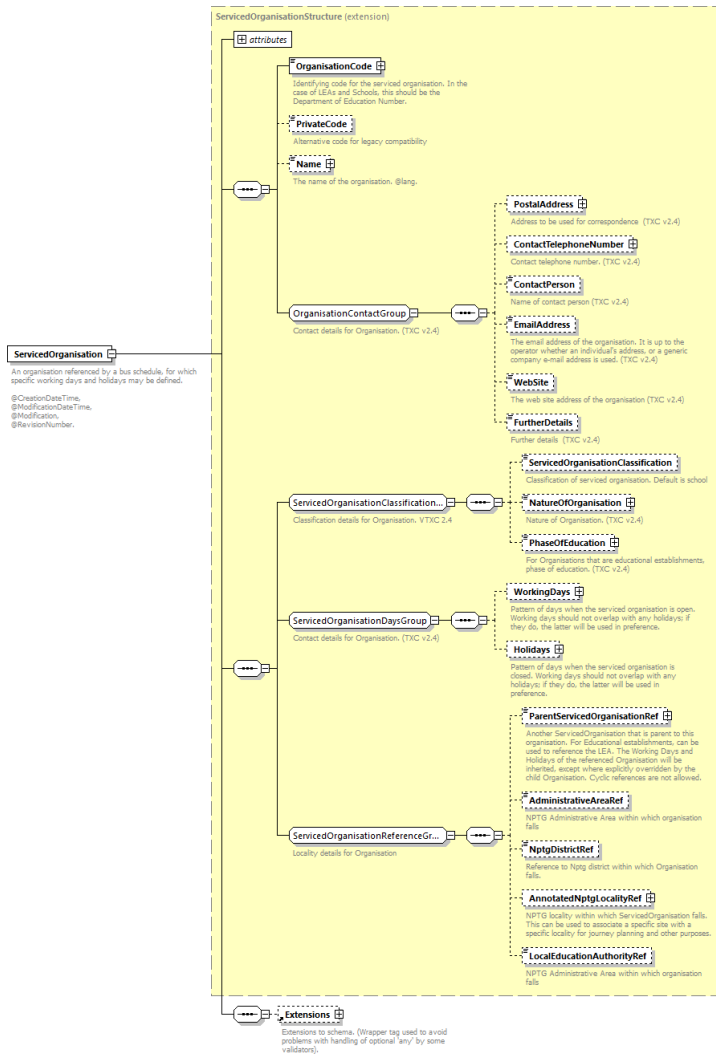 ServicedOrganisationStructure (extension)
attributes
OrganisationCode
Identifying code for the serviced organisation. In the
case of LEAs and Schools, this should be the
Department of Education Number.
PrivateCode
Alternative code for legacy compatibility
Name
The name of the organisation. @lang.
PostalAddress
Address to be used for correspondence (TXC v2.4)
ContactTelephoneNumber
Contact telephone number. (TXC v2.4)
ContactPerson
Name of contact person (TXC v2.4)
OrganisationContactGroup
Contact details for Organisation. (TXC v2.4)
EmailAddress
The email address of the organisation. It is up to the
operator whether an individual's address, or a generic
company e-mail address is used. (TXC v2.4)
WebSite
The web site address of the organisation (TXC v2.4)
FurtherDetails
Further details (TXC v2.4)
ServicedOrganisation
An organisation referenced by a bus schedule, for which
specific working days and holidays may be defined.
@CreationDateTime,
@ModificationDateTime,
@Modification,
@RevisionNumber.
ServicedOrganisationClassification
Classification of serviced organisation. Default is school
ServicedOrganisationClassification...
Classification details for Organisation. VTXC 2.4
NatureOfOrganisation
Nature of Organisation. (TXC v2.4)
PhaseOfEducation
For Organisations that are educational establishments,
phase of education. (TXC v2.4)
WorkingDays
Pattern of days when the serviced organisation is open.
Working days should not overlap with any holidays; if
they do, the latter will be used in preference.
ServicedOrganisationDaysGroup
Contact details for Organisation. (TXC v2.4)
Holidays
Pattern of days when the serviced organisation is
closed. Working days should not overlap with any
holidays; if they do, the latter will be used in
preference.
ParentServicedOrganisationRef
Another ServicedOrganisation that is parent to this
organisation. For Educational establishments, can be
used to reference the LEA. The Working Days and
Holidays of the referenced Organisation will be
inherited, except where explicitly overridden by the
child Organisation. Cyclic references are not allowed.
AdministrativeAreaRef
NPTG Administrative Area within which organisation
falls
ServicedOrganisationReferenceGr...
Locality details for Organisation
NptgDistrictRef
Reference to Nptg district within which Organisation
falls.
AnnotatedNptgLocalityRef
NPTG locality within which ServicedOrganisation falls.
This can be used to associate a specific site with a
specific locality for journey planning and other purposes.
LocalEducationAuthorityRef
NPTG Administrative Area within which organisation
falls
Extensions
Extensions to schema. (Wrapper tag used to avoid
problems with handling of optional 'any' by some
validators).